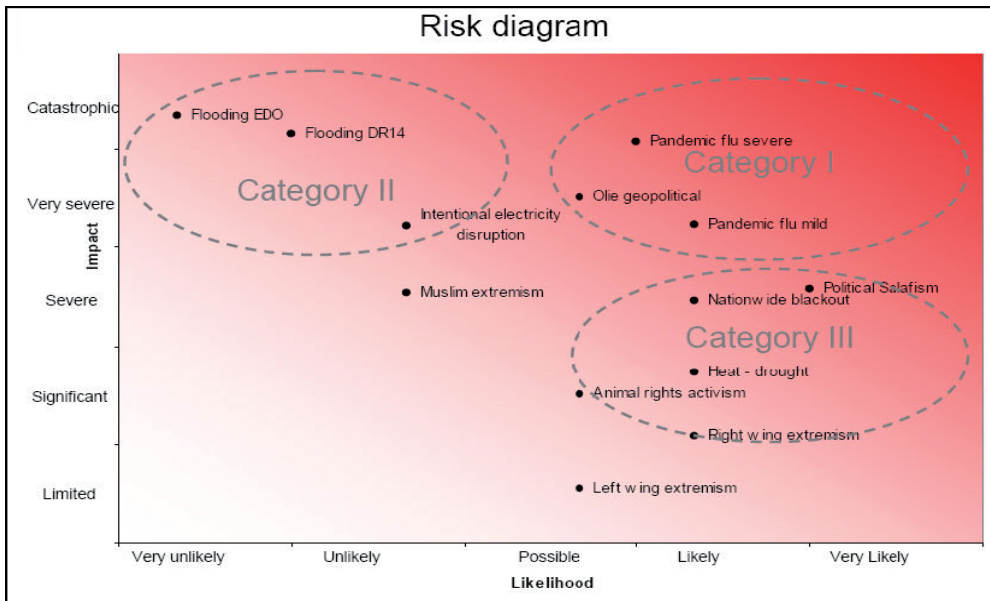 Risk diagram
Catastrophic
Flooding EDO
Flooding DR14
Pandemic flu severe
Category I
Category II
Very severe
Olie geopolitical
Intentional electricity
disruption
Pandemic flu mild
Impact
Muslim extremism
Political Salafism
Severe
Nationwide blackout
Category III
Heat - drought
Significant
Animal rights activism
Right wing extremism
Limited
Left wing extremism
Very unlikely
Unlikely
Possible
Likely
Very Likely
Likelihood